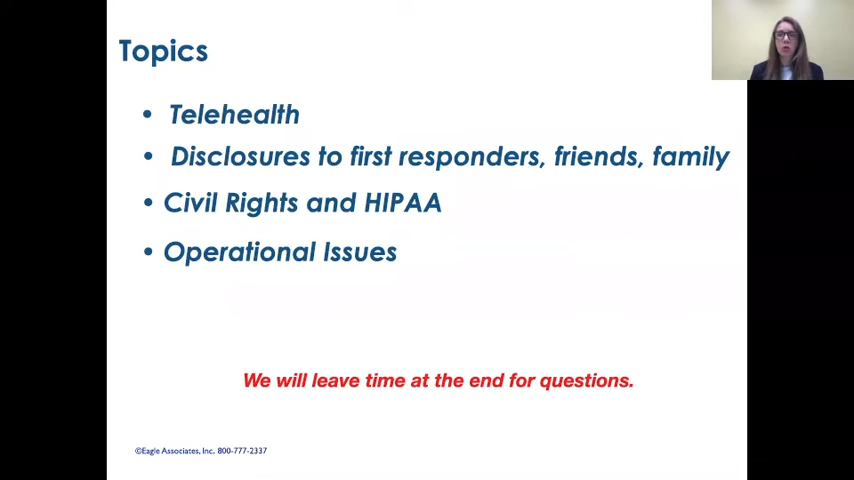 Topics
• Telehealth
• Disclosures to first responders, friends, family
• Civil Rights and HIPAA
• Operational Issues
We will leave time at the end for questions.
©Eagle Associates, Inc. 800-777-2337